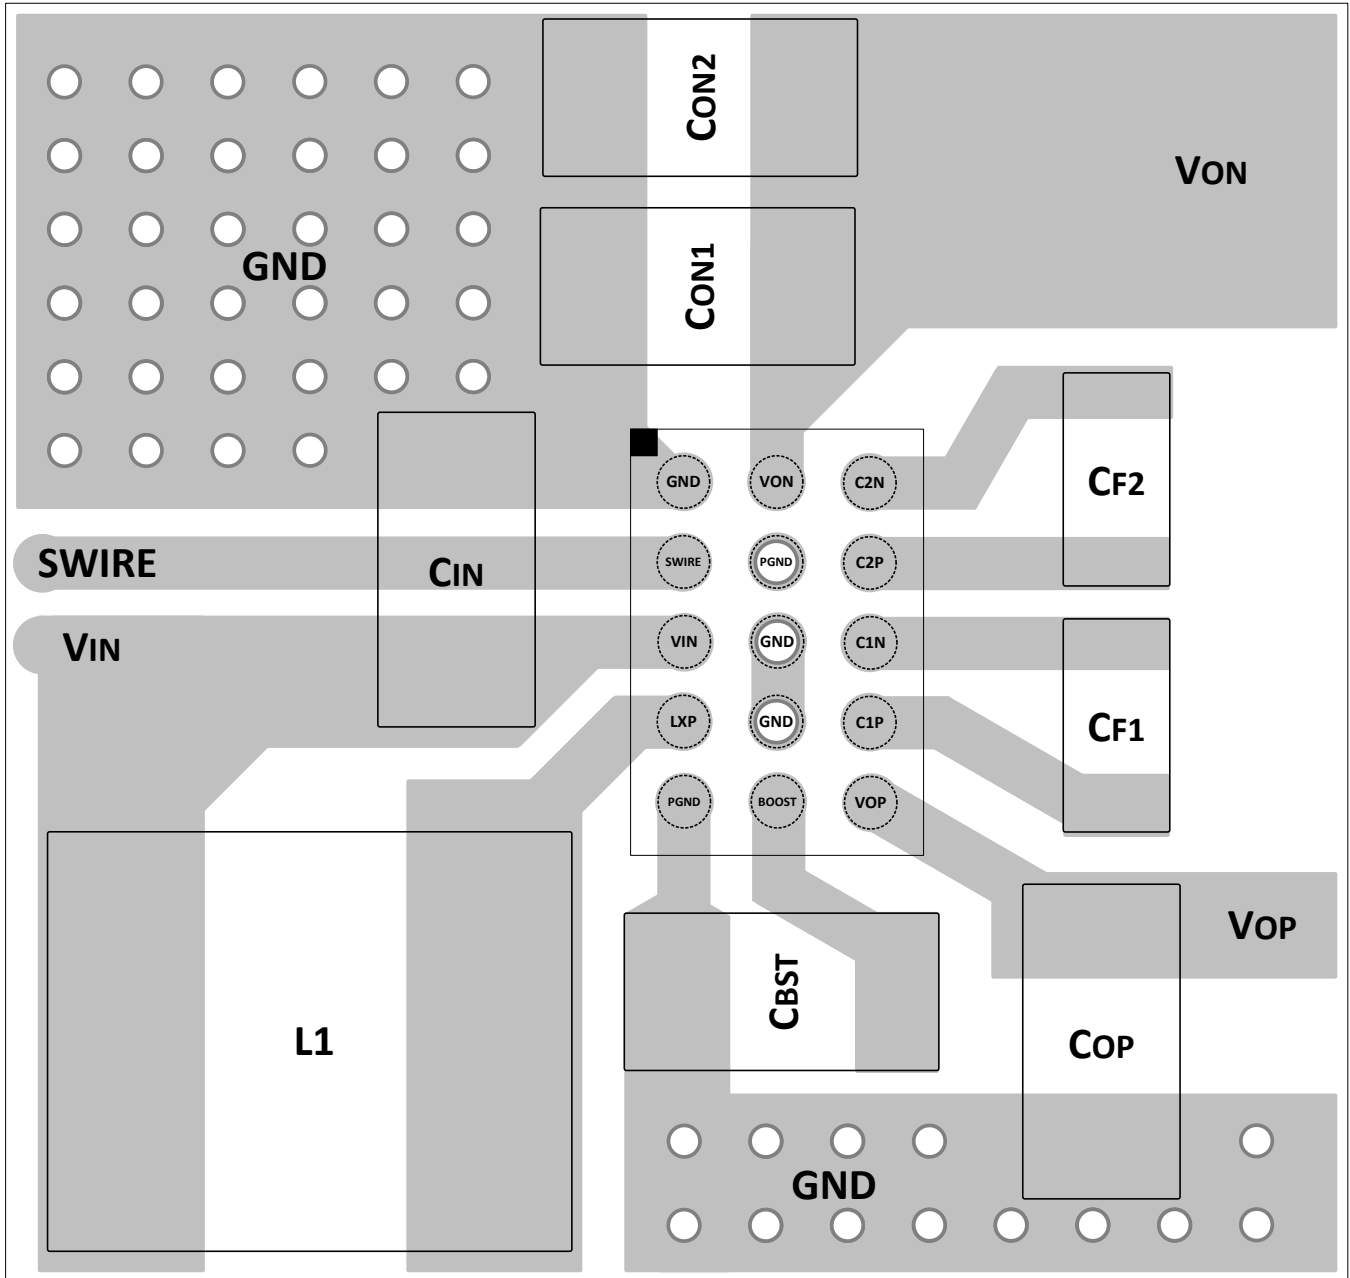 CON2
VON
CON1
GND
GND
VON
C2N
CF2
SWIRE
CIN
SWIRE
PGND
C2P
VIN
VIN
GND
C1N
LXP
GND
C1P
CF1
PGND
BOOST
VOP
VOP
CBST
L1
COP
GND